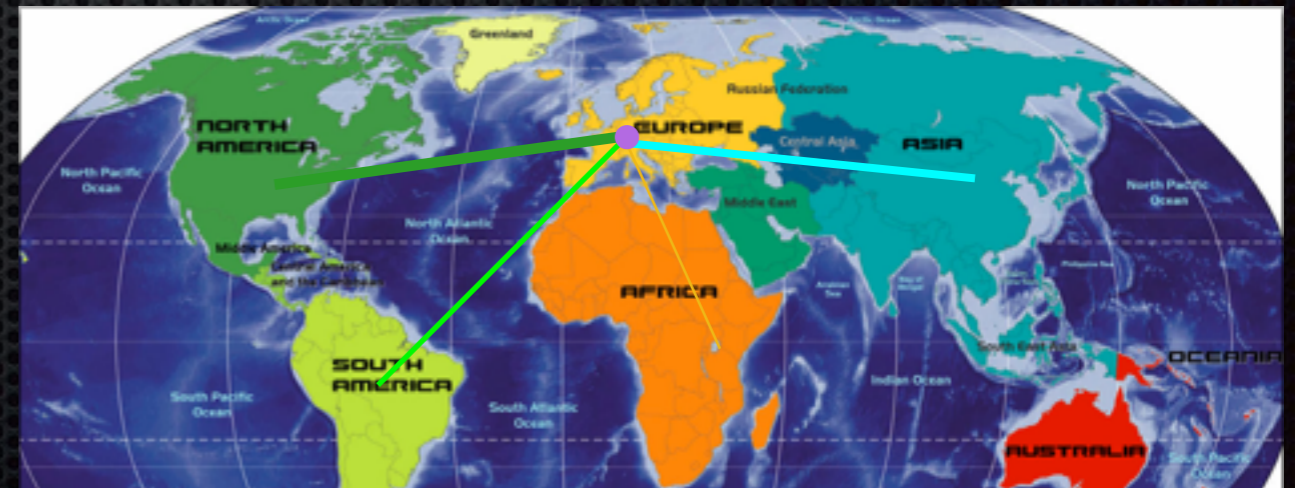 Arctic Ocean
Arctic Ocean
Greenland
Russian Federation
NORTH
AMERICA
EUROPE
Central Asia
ASIA
North Pacific
Ocean
North Pacific
Ocean
Middle East
North Atlantic
Ocean
Middle America
Central America
and the Caribbean
Arabian
Sea
Bay of
Bengal
Philippine Sea
AFRICA
South East Asia
OCEANIA
SOUTH
AMERICA
Indian Ocean
South Pacific
Ocean
South Atlantic
Ocean
AUSTRALIA
South Pacific
Ocean